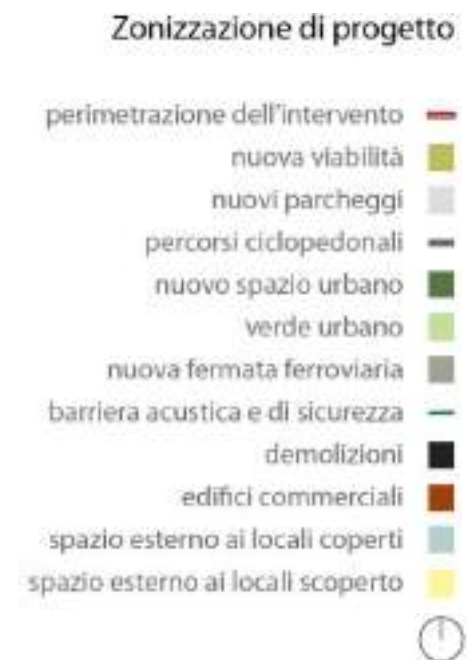 Zonizzazione di progetto
perimetrazione dell'intervento
nuova viabilità
nuovi parcheggi
percorsi ciclopedonali
nuovo spazio urbano
verde urbano
nuova fermata ferroviaria
barriera acustica e di sicurezza
demolizioni
edifici commerciali
spazio esterno ai locali coperti
spazio esterno ai locali scoperto